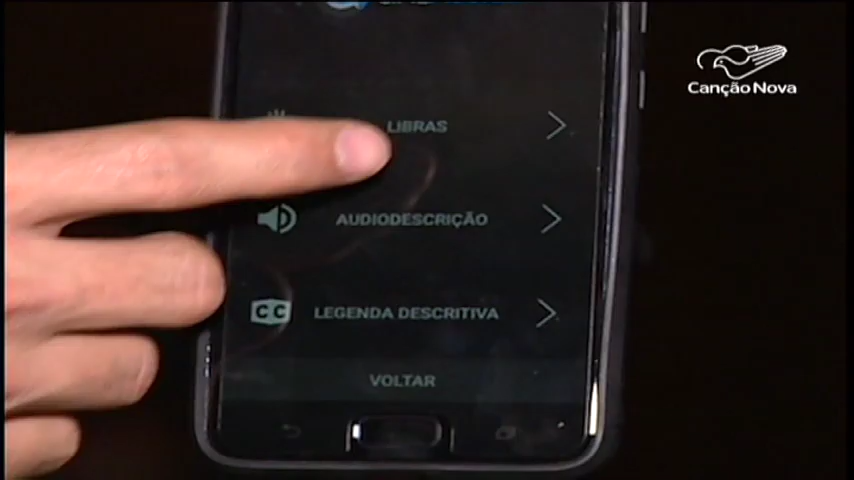 Canção Nova
LIBRAS
AUDIODESCRIÇÃO
CC
LEGENDA DESCRITIVA
VOLTAR